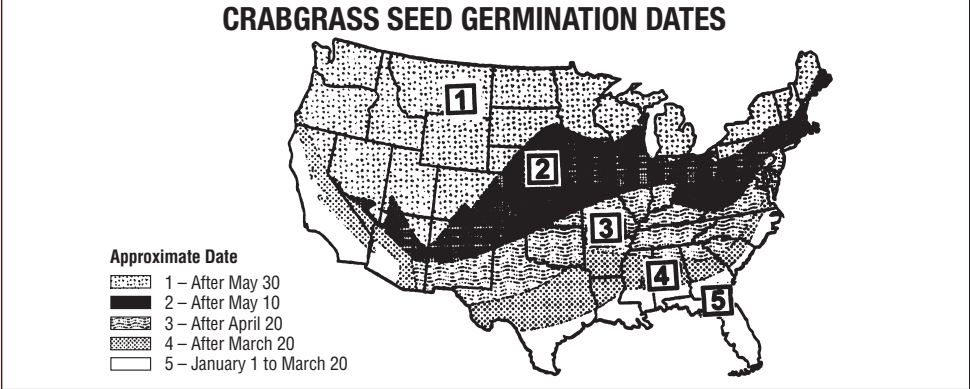 CRABGRASS SEED GERMINATION DATES
1
2
3
4
5
Approximate Date
1 – After May 30
2 – After May 10
3 – After April 20
4 – After March 20
5 – January 1 to March 20